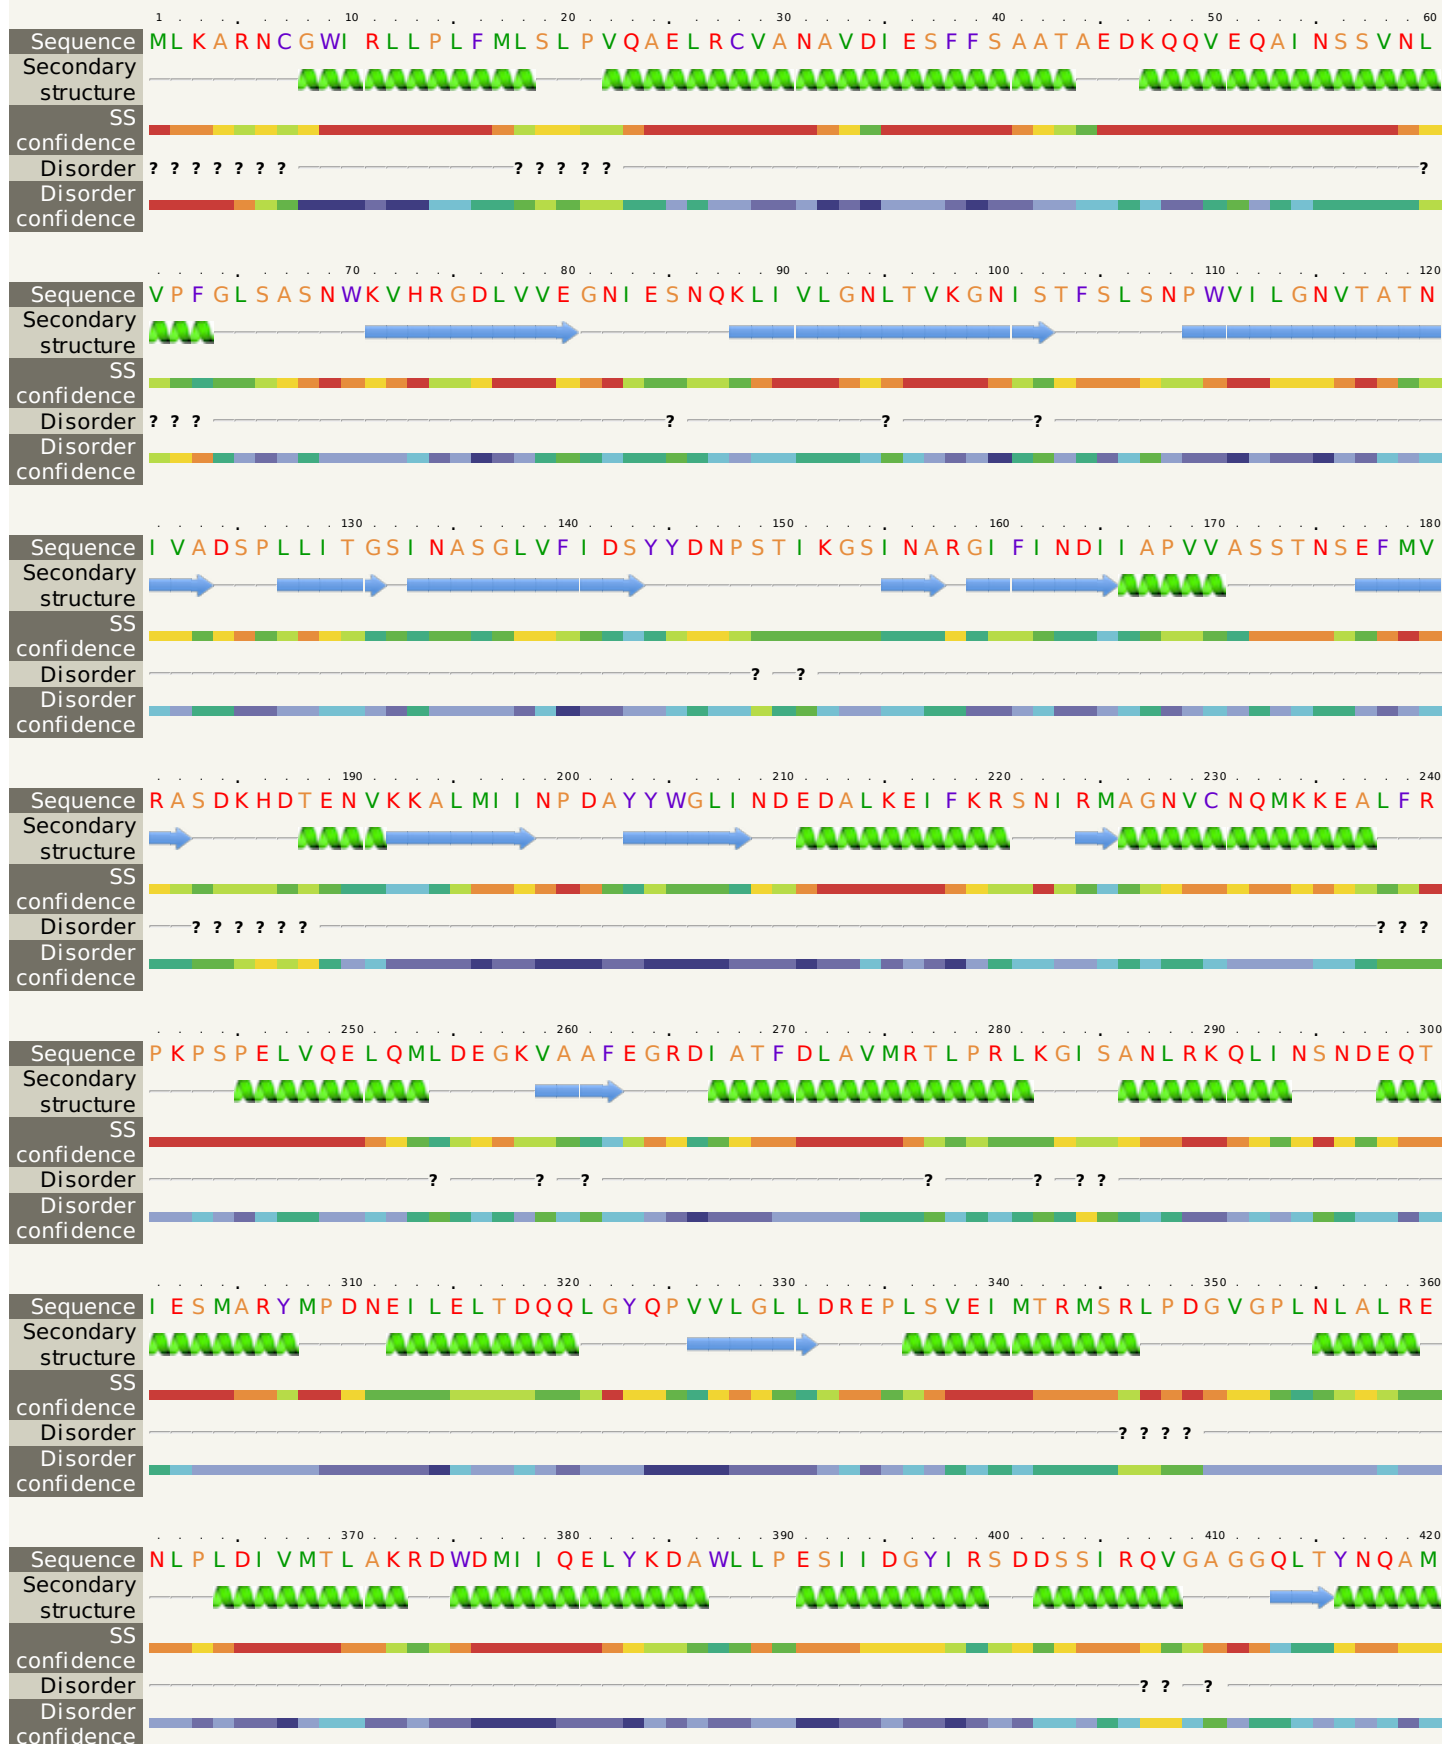 1 10 20 30 40 50 60
Sequence MLKARNCGWIRLLPLFMLSLPVQAELRCVANAVDIESFFSAATAEDKQQVEQAINSSVNL
Secondary
structure
SS
confidence
Disorder ? ? ? ? ? ? ? ? ? ? ? ? ?
Disorder
confidence
70 80 90 100 110 120
Sequence VPFGLSASNWKVHRGDLVVEGNIESNQKLIVLGNLTVKGNISTFSLSNPWVILGNVTATN
Secondary
structure
SS
confidence
Disorder ? ? ? ? ? ?
Disorder
confidence
130 140 150 160 170 180
Sequence IVADSPLLITGSINASGLVFIDSYYDNPSTIKGSINARGIFINDIIAPVVASSTNSEFMV
Secondary
structure
SS
confidence
Disorder ? ?
Disorder
confidence
190 200 210 220 230 240
Sequence RASDKHDTENVKKALMIINPDAYYWGLINDEDALKEIFKRSNIRMAGNVCNQMKKEALFR
Secondary
structure
SS
confidence
Disorder ? ? ? ? ? ? ? ? ?
Disorder
confidence
250 260 270 280 290 300
Sequence PKPSPELVQELQMLDEGKVAAFEGRDIATFDLAVMRTLPRLKGISANLRKQLINSNDEQT
Secondary
structure
SS
confidence
Disorder ? ? ? ? ? ? ?
Disorder
confidence
310 320 330 340 350 360
Sequence IESMARYMPDNEILELTDQQLGYQPVVLGLLDREPLSVEIMTRMSRLPDGVGPLNLALRE
Secondary
structure
SS
confidence
Disorder ? ? ? ?
Disorder
confidence
370 380 390 400 410 420
Sequence NLPLDIVMTLAKRDWDMIIQELYKDAWLLPESIIDGYIRSDDSSIRQVGAGGQLTYNQAM
Secondary
structure
SS
confidence
Disorder ? ? ?
Disorder
confidence